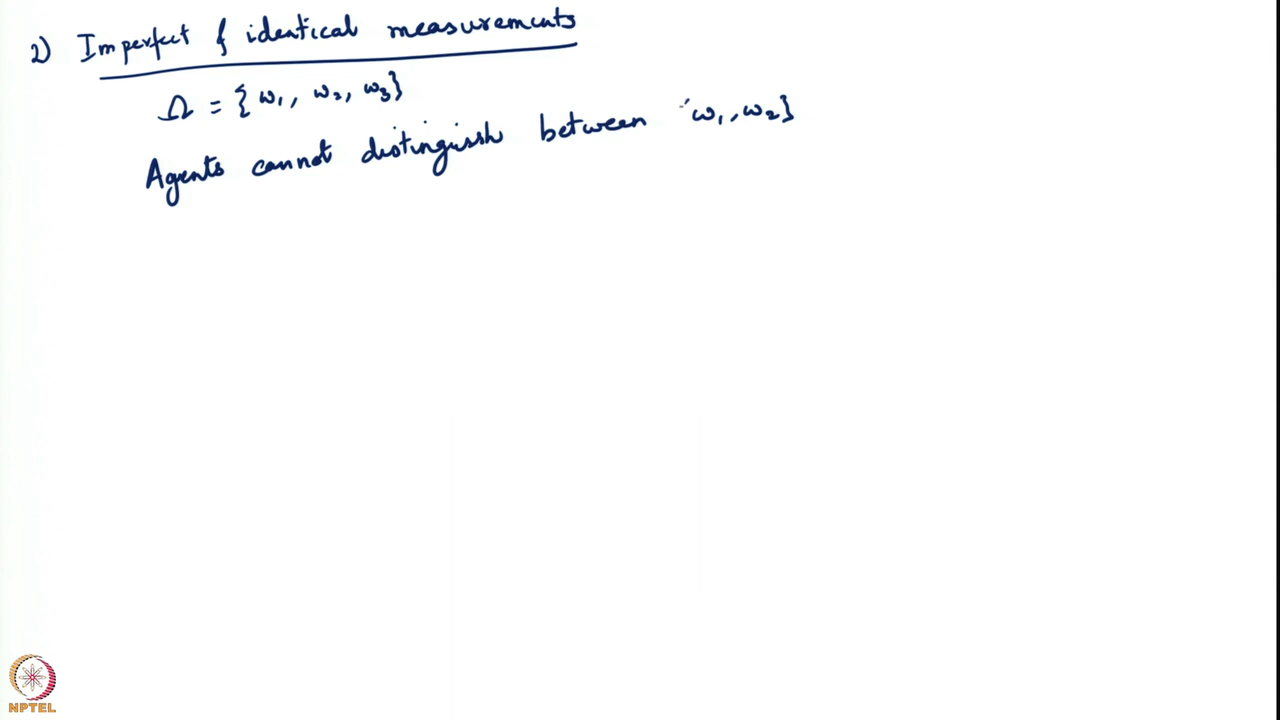 2) Imperfect & identical measurements
Ω = {ω₁, ω₂, ω₃}
Agents cannot distinguish between ω₁, ω₂}
NPTEL